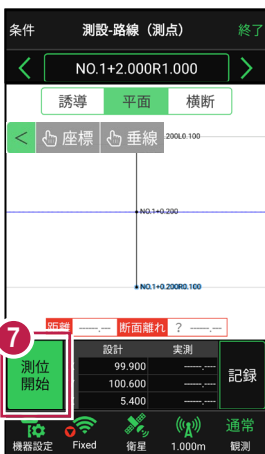 条件 測設-路線（測点） 終了
< NO.1+2.000R1.000 >
誘導 平面 横断
< 座標 垂線 200L0.100
NO.1+0.200
NO.1+0.200R0.100
距離 -----.--- 断面離れ ? -----.---
7
設計 実測
測位開始 99.900 -----.--- 記録
100.600 -----.---
5.400 -----.---
機器設定 Fixed 衛星 1.000m 通常観測